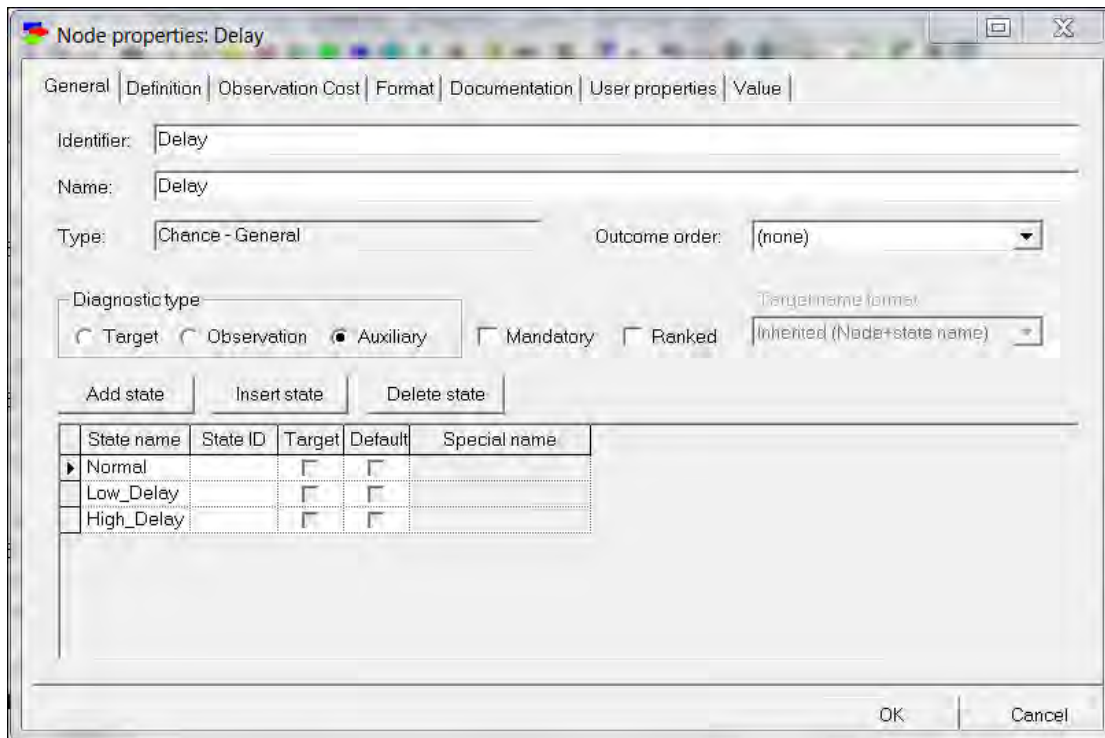 Node properties: Delay
General Definition Observation Cost Format Documentation User properties Value
Identifier: Delay
Name: Delay
Type: Chance - General Outcome order: (none)
Diagnostic type Target name format
Target Observation Auxiliary Mandatory Ranked Inherited (Node+state name)
Add state Insert state Delete state
State name State ID Target Default Special name
Normal
Low_Delay
High_Delay
OK Cancel